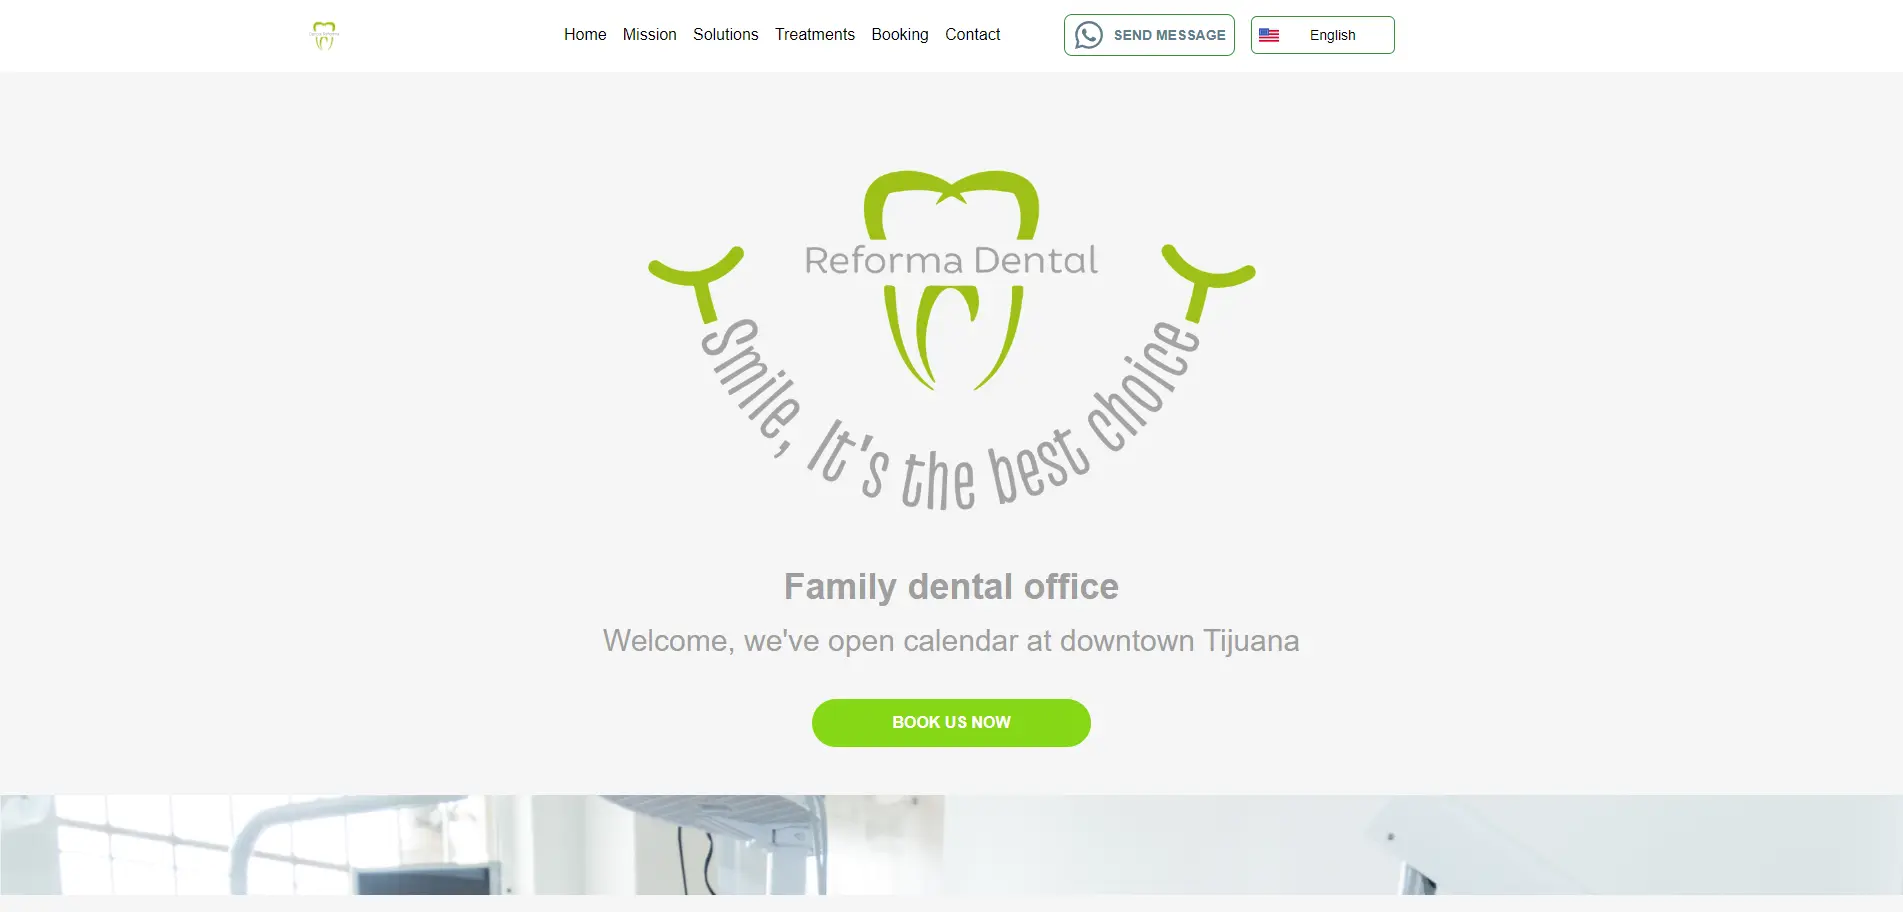 Home Mission Solutions Treatments Booking Contact SEND MESSAGE English
Reforma Dental
Smile, It's the best choice
Family dental office
Welcome, we've open calendar at downtown Tijuana
BOOK US NOW